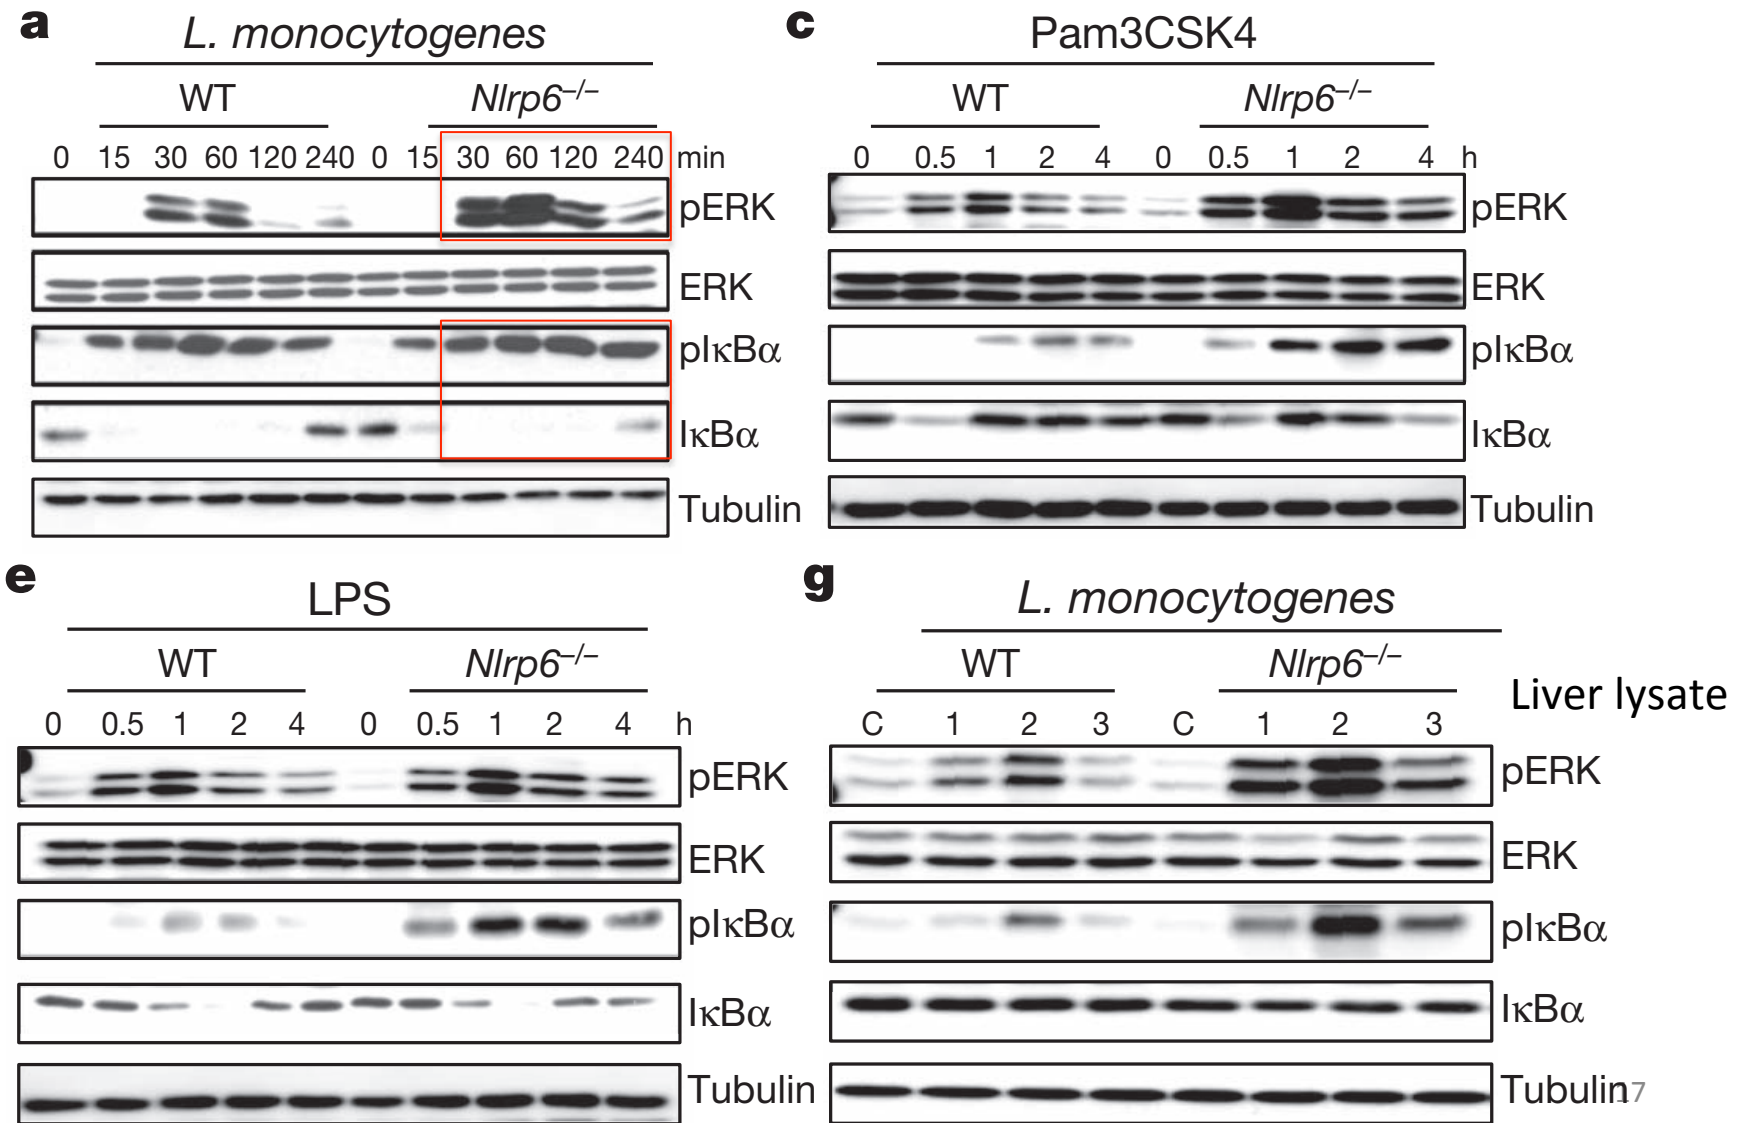 a
L. monocytogenes
WT Nlrp6–/–
0 15 30 60 120 240 0 15 30 60 120 240 min
pERK
ERK
pIκBα
IκBα
Tubulin
c
Pam3CSK4
WT Nlrp6–/–
0 0.5 1 2 4 0 0.5 1 2 4 h
pERK
ERK
pIκBα
IκBα
Tubulin
e
LPS
WT Nlrp6–/–
0 0.5 1 2 4 0 0.5 1 2 4 h
pERK
ERK
pIκBα
IκBα
Tubulin
g
L. monocytogenes
WT Nlrp6–/–
Liver lysate
C 1 2 3 C 1 2 3
pERK
ERK
pIκBα
IκBα
Tubulin